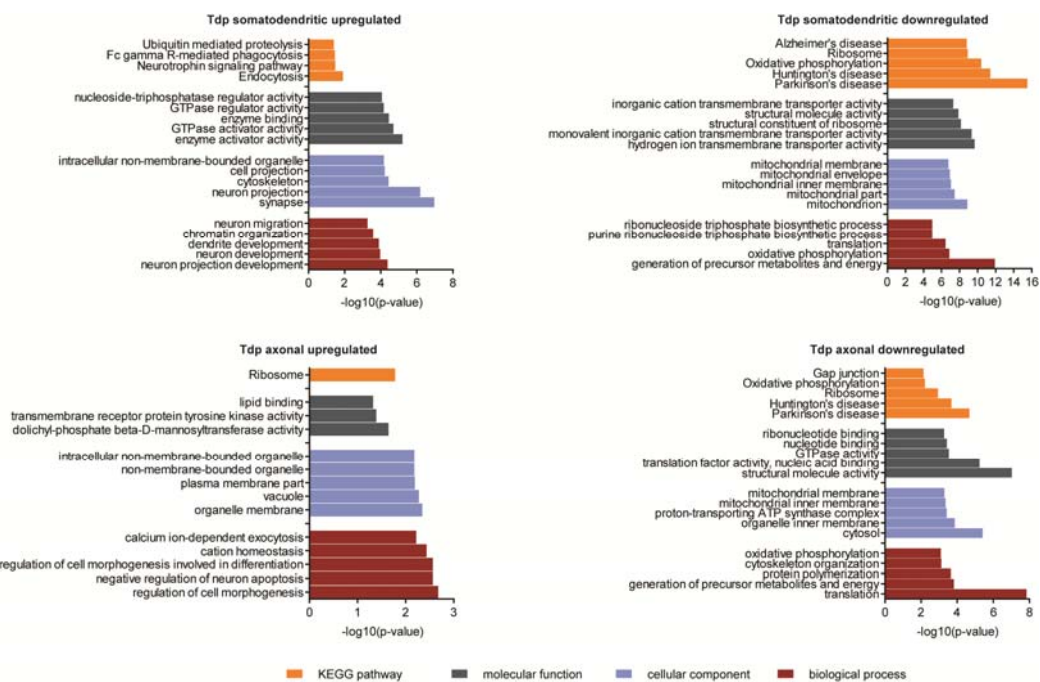 Tdp somatodendritic upregulated
Ubiquitin mediated proteolysis
Fc gamma R-mediated phagocytosis
Neurotrophin signaling pathway
Endocytosis
nucleoside-triphosphatase regulator activity
GTPase regulator activity
enzyme binding
GTPase activator activity
enzyme activator activity
intracellular non-membrane-bounded organelle
cell projection
cytoskeleton
neuron projection
synapse
neuron migration
chromatin organization
dendrite development
neuron development
neuron projection development
0 2 4 6 8
-log10(p-value)
Tdp somatodendritic downregulated
Alzheimer's disease
Ribosome
Oxidative phosphorylation
Huntington's disease
Parkinson's disease
inorganic cation transmembrane transporter activity
structural molecule activity
structural constituent of ribosome
monovalent inorganic cation transmembrane transporter activity
hydrogen ion transmembrane transporter activity
mitochondrial membrane
mitochondrial envelope
mitochondrial inner membrane
mitochondrial part
mitochondrion
ribonucleoside triphosphate biosynthetic process
purine ribonucleoside triphosphate biosynthetic process
translation
oxidative phosphorylation
generation of precursor metabolites and energy
0 2 4 6 8 10 12 14 16
-log10(p-value)
Tdp axonal upregulated
Ribosome
lipid binding
transmembrane receptor protein tyrosine kinase activity
dolichyl-phosphate beta-D-mannosyltransferase activity
intracellular non-membrane-bounded organelle
non-membrane-bounded organelle
plasma membrane part
vacuole
organelle membrane
calcium ion-dependent exocytosis
cation homeostasis
regulation of cell morphogenesis involved in differentiation
negative regulation of neuron apoptosis
regulation of cell morphogenesis
0 1 2 3
-log10(p-value)
Tdp axonal downregulated
Gap junction
Oxidative phosphorylation
Ribosome
Huntington's disease
Parkinson's disease
ribonucleotide binding
nucleotide binding
GTPase activity
translation factor activity, nucleic acid binding
structural molecule activity
mitochondrial membrane
mitochondrial inner membrane
proton-transporting ATP synthase complex
organelle inner membrane
cytosol
oxidative phosphorylation
cytoskeleton organization
protein polymerization
generation of precursor metabolites and energy
translation
0 2 4 6 8
-log10(p-value)
KEGG pathway molecular function cellular component biological process